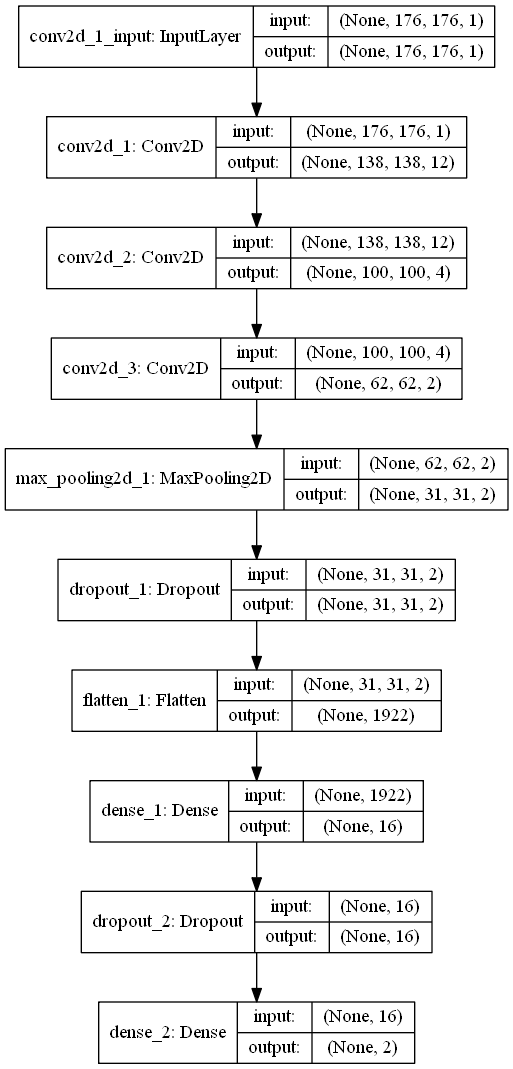 conv2d_1_input: InputLayer
input: (None, 176, 176, 1)
output: (None, 176, 176, 1)
conv2d_1: Conv2D
input: (None, 176, 176, 1)
output: (None, 138, 138, 12)
conv2d_2: Conv2D
input: (None, 138, 138, 12)
output: (None, 100, 100, 4)
conv2d_3: Conv2D
input: (None, 100, 100, 4)
output: (None, 62, 62, 2)
max_pooling2d_1: MaxPooling2D
input: (None, 62, 62, 2)
output: (None, 31, 31, 2)
dropout_1: Dropout
input: (None, 31, 31, 2)
output: (None, 31, 31, 2)
flatten_1: Flatten
input: (None, 31, 31, 2)
output: (None, 1922)
dense_1: Dense
input: (None, 1922)
output: (None, 16)
dropout_2: Dropout
input: (None, 16)
output: (None, 16)
dense_2: Dense
input: (None, 16)
output: (None, 2)